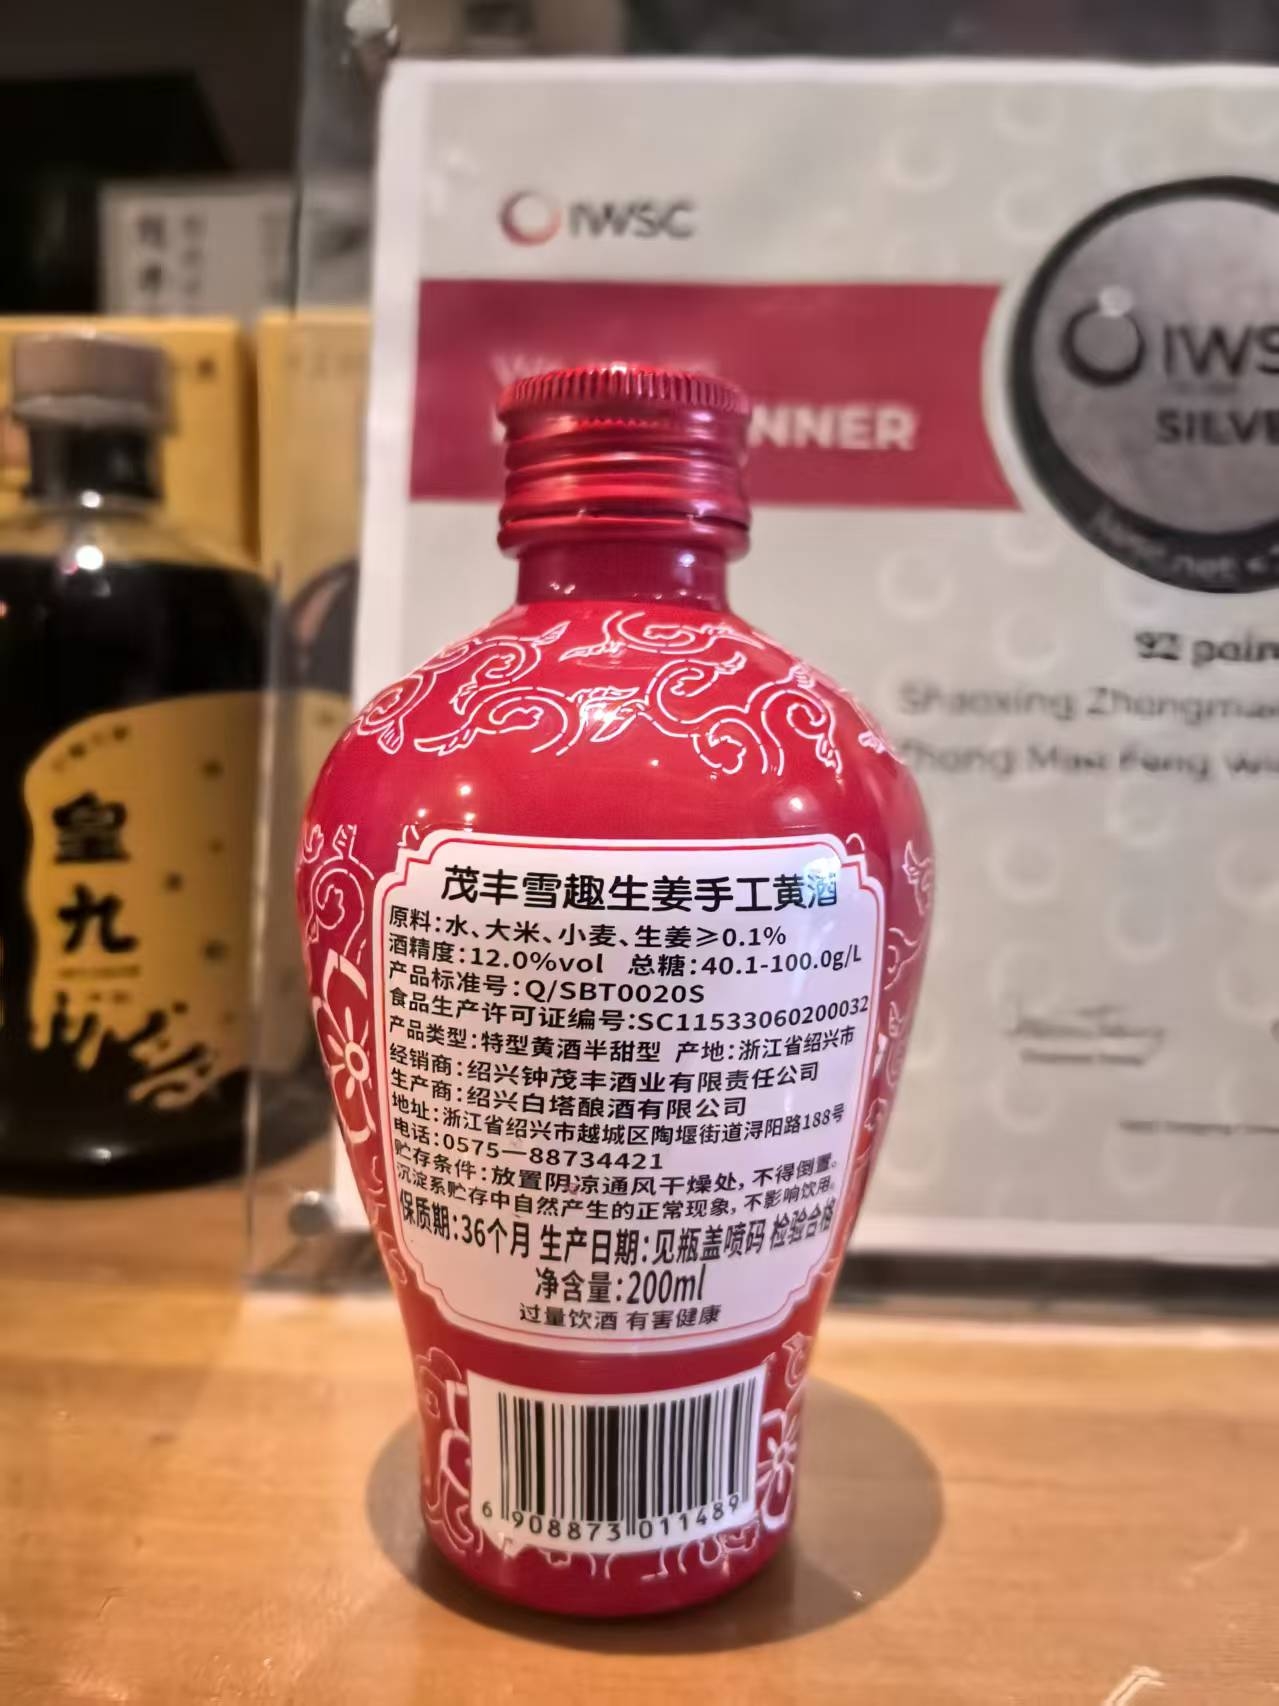 IWSC
NNER
IWS
SILVE
92
Shaoxing
皇
九
茂丰雪趣生姜手工黄酒
原料:水、大米、小麦、生姜≥0.1%
酒精度:12.0%vol 总糖:40.1-100.0g/L
产品标准号:Q/SBT0020S
食品生产许可证编号:SC11533060200032
产品类型:特型黄酒半甜型 产地:浙江省绍兴市
经销商:绍兴钟茂丰酒业有限责任公司
生产商:绍兴白塔酿酒有限公司
地址:浙江省绍兴市越城区陶堰街道浔阳路188号
电话:0575—88734421
贮存条件:放置阴凉通风干燥处,不得倒置。
沉淀系贮存中自然产生的正常现象,不影响饮用。
保质期:36个月 生产日期:见瓶盖喷码 检验合格
净含量:200ml
过量饮酒 有害健康
6 908873 011489